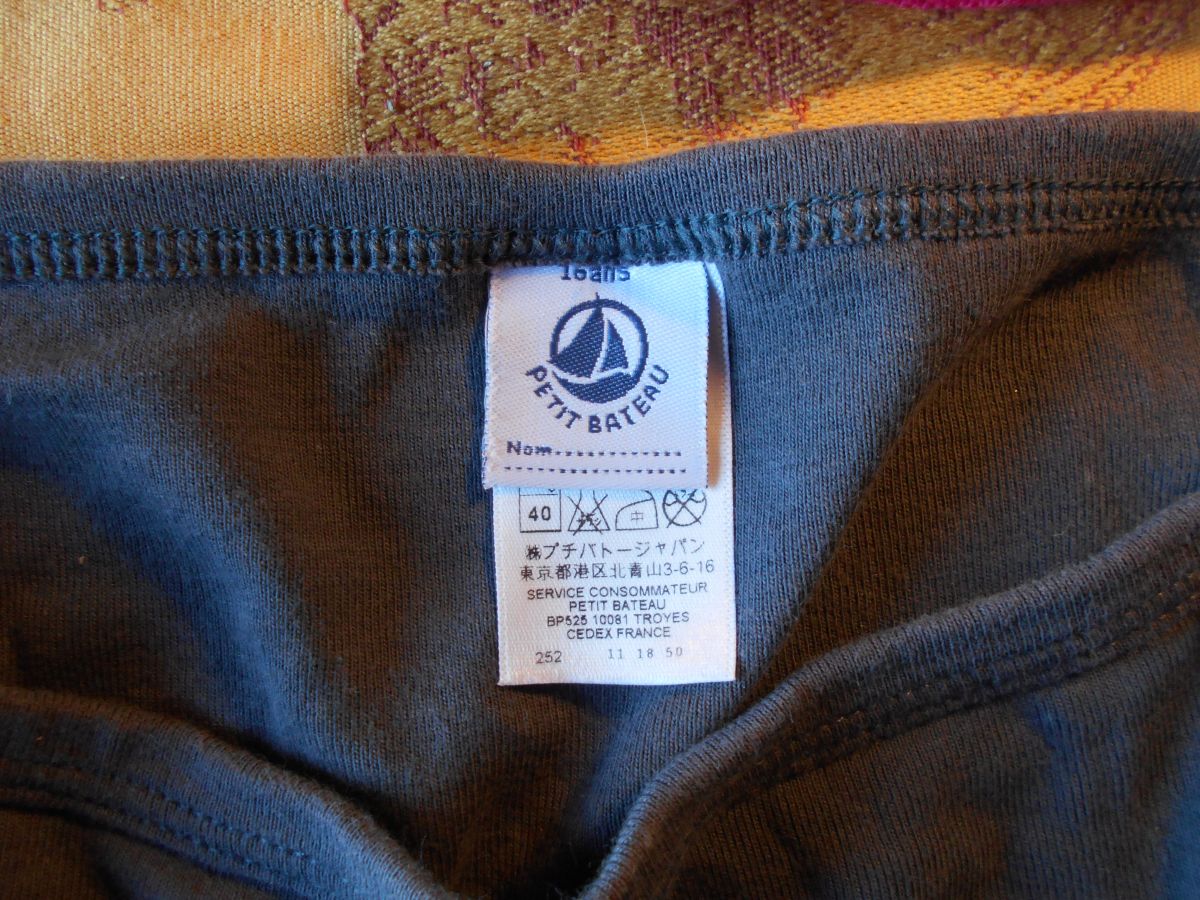 16ans
PETIT BATEAU
Nom..............
....................
40
中
㈱プチバトージャパン
東京都港区北青山3-6-16
SERVICE CONSOMMATEUR
PETIT BATEAU
BP525 10081 TROYES
CEDEX FRANCE
252 11 18 50